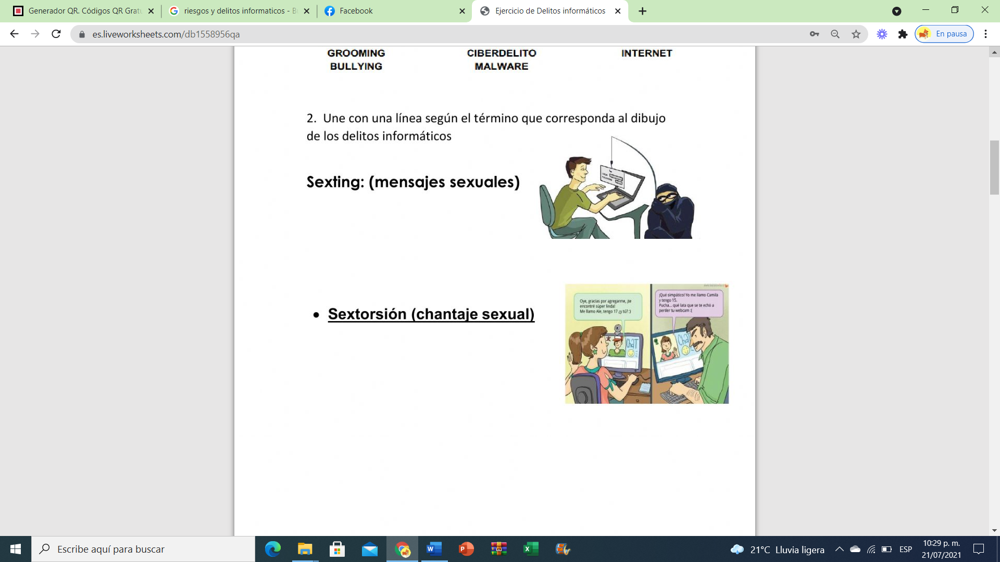 Generador QR. Códigos QR Grat
riesgos y delitos informaticos - B
Facebook
Ejercicio de Delitos informáticos
es.liveworksheets.com/db1558956qa
En pausa
GROOMING CIBERDELITO INTERNET
BULLYING MALWARE
2. Une con una línea según el término que corresponda al dibujo
de los delitos informáticos
Sexting: (mensajes sexuales)
• Sextorsión (chantaje sexual)
Oye, gracias por agregarme, ¡te
encontré súper linda!
Me llamo Ale, tengo 17 ¿y tú? :)
¡Qué simpático! Yo me llamo Camila
y tengo 15.
Pucha... qué lata que se te echó a
perder tu webcam :(
Chat
Chat
Escribe aquí para buscar
21°C Lluvia ligera
ESP
10:29 p. m.
21/07/2021